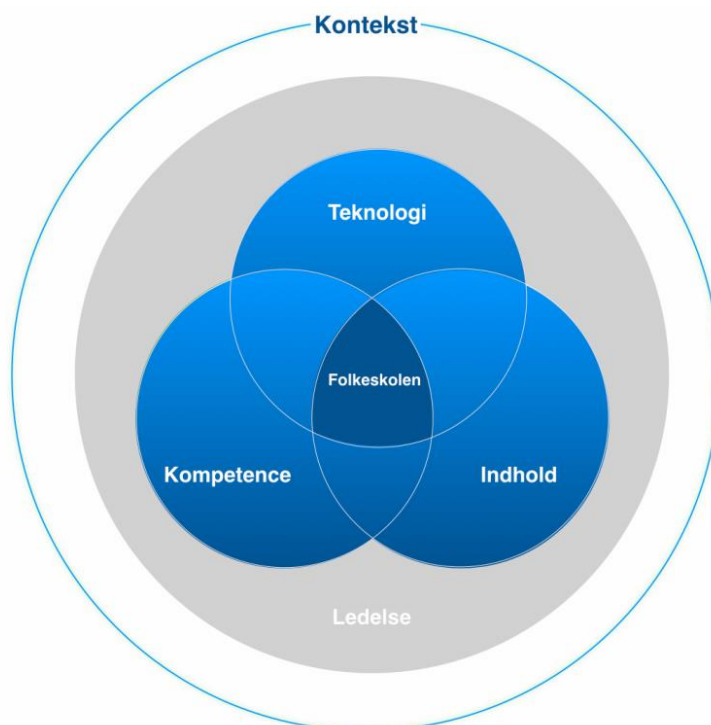 Kontekst
Teknologi
Folkeskolen
Kompetence
Indhold
Ledelse